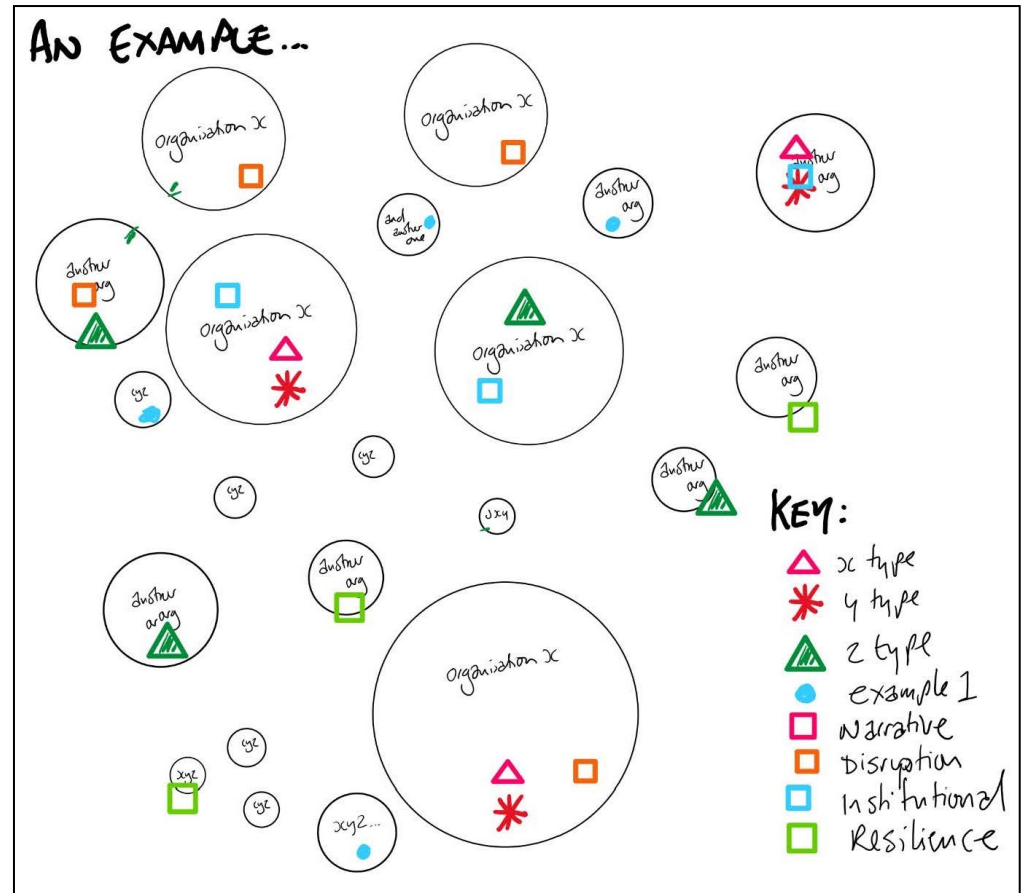 AN EXAMPLE...
organisation x
organisation x
another
org
another
org
and
another
one
another
org
organisation x
organisation x
another
org
xyz
xyz
xyz
another
org
another
org
another
org
organisation x
xyz
xyz
xyz
xyz...
KEY:
x type
y type
z type
example 1
Narrative
Disruption
Institutional
Resilience